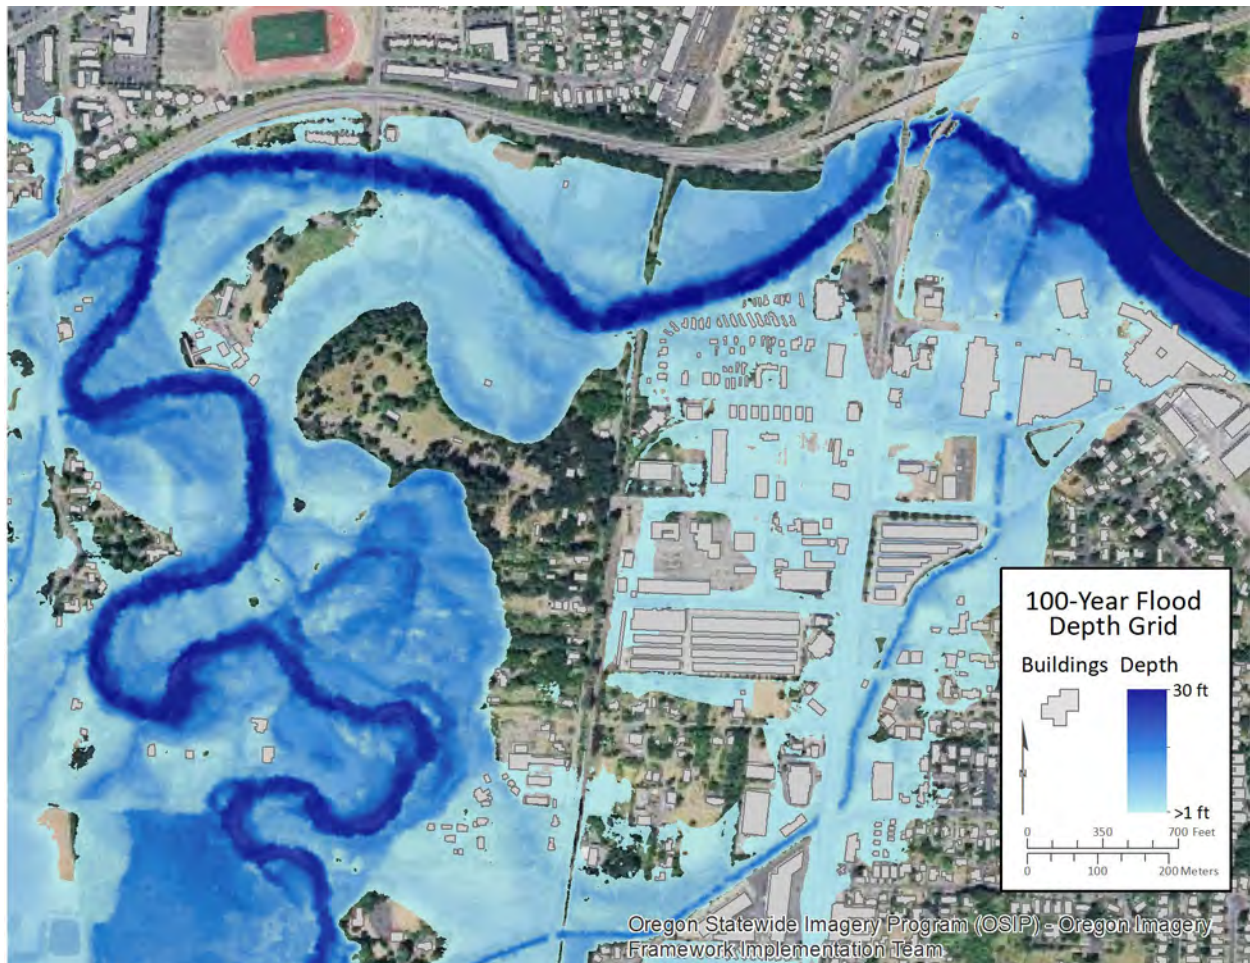 100-Year Flood
Depth Grid
Buildings Depth
30 ft
>1 ft
0 350 700 Feet
0 100 200 Meters
Oregon Statewide Imagery Program (OSIP) - Oregon Imagery
Framework Implementation Team